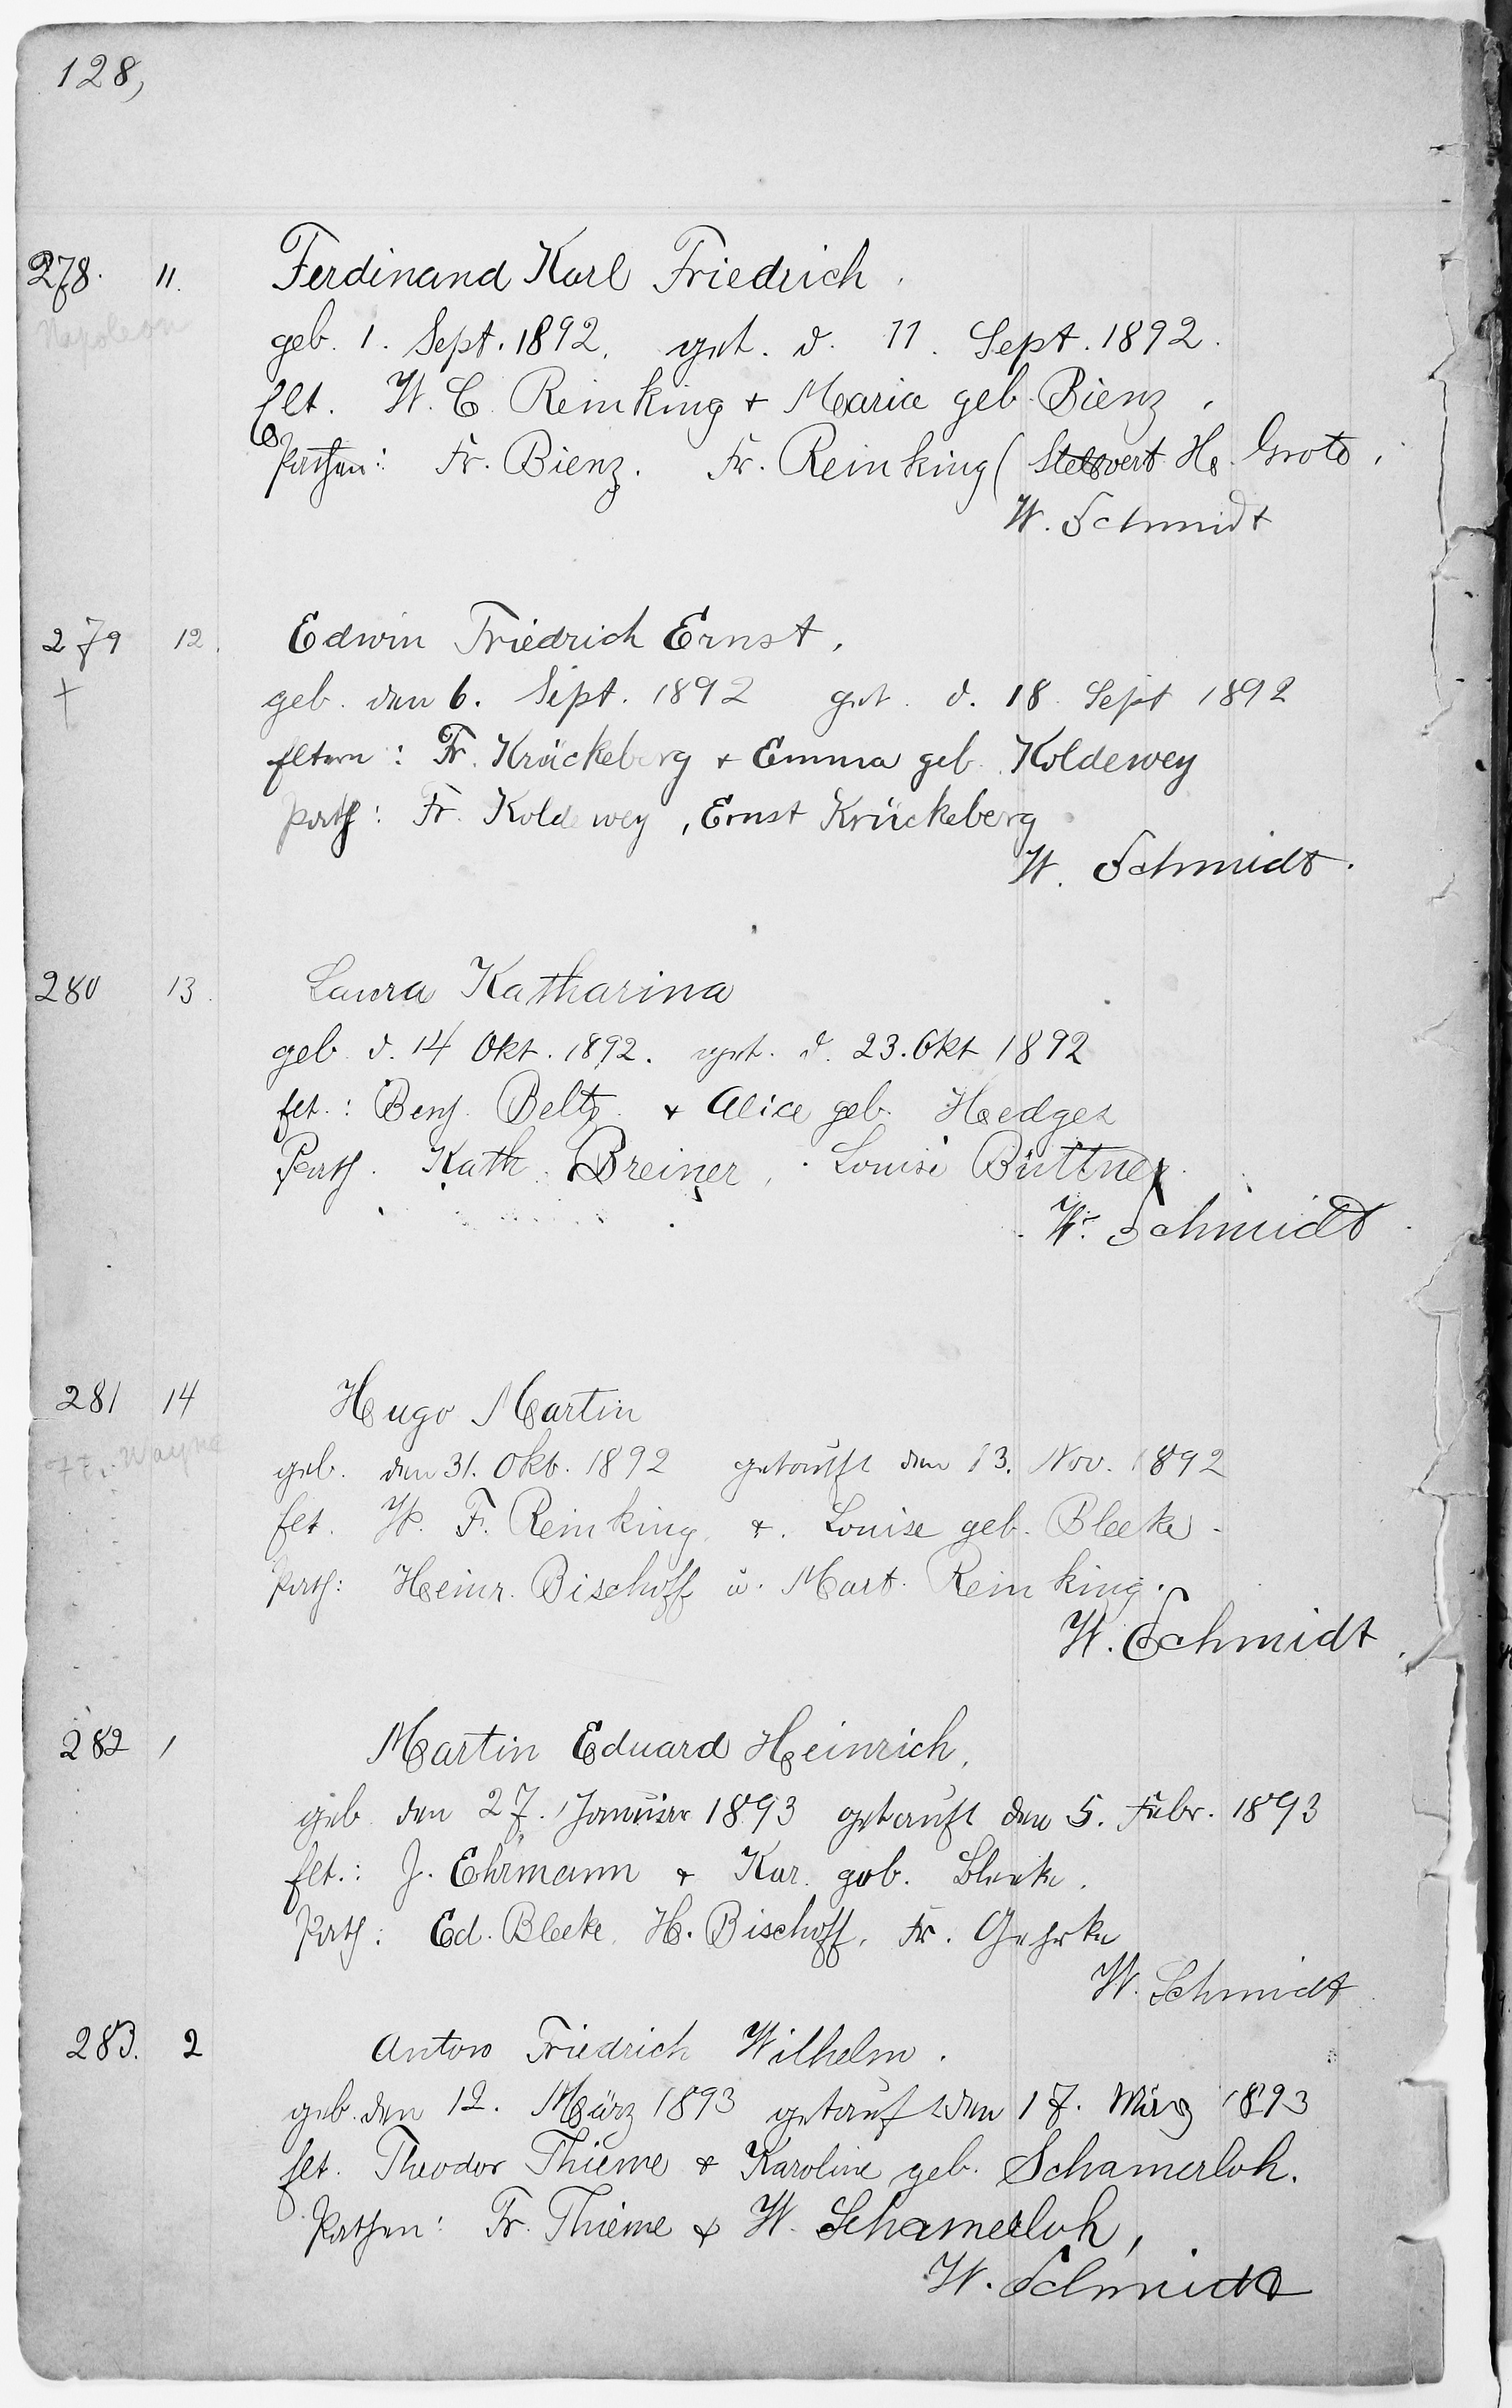 128,
278. 11. Ferdinand Karl Friedrich.
Napoleon
geb. 1. Sept. 1892. get. d. 11. Sept. 1892.
Elt. W. C. Reinking + Maria geb. Bienz,
Pathen: Fr. Bienz. Fr. Reinking ( Stellvert. H. Grote.
W. Schmidt
279 12. Edwin Friedrich Ernst,
+
geb. den 6. Sept. 1892 get. d. 18. Sept 1892
Eltern: Fr. Krückeberg + Emma geb. Koldewey
Path: Fr. Koldewey, Ernst Krückeberg
W. Schmidt.
280 13. Laura Katharina
geb. d. 14 Okt. 1892. get. d. 23. Okt 1892
Elt.: Benj. Beltz + Alice geb. Hedges
Path. Kath. Breiner, Louise Büttner.
W. Schmidt
281 14 Hugo Martin
Ft. Wayne
geb. den 31. Okt. 1892 getauft den 13. Nov. 1892
Elt. W. F. Reinking, +. Louise geb. Bleeke.
Path: Heinr. Bischoff u. Mart. Reinking.
W. Schmidt.
282 1 Martin Eduard Heinrich,
geb. den 27. Januar 1893 getauft den 5. Febr. 1893
Elt.: J. Ehrmann + Kar. geb. Bleeke.
Path: Ed. Bleeke, H. Bischoff, Fr. Gehrke
W. Schmidt
283. 2 Anton Friedrich Wilhelm.
geb. den 12. März 1893 getauft den 17. März 1893
Elt. Theodor Thieme + Karoline geb. Schamerloh.
Pathen: Fr. Thieme + W. Schamerloh,
W. Schmidt